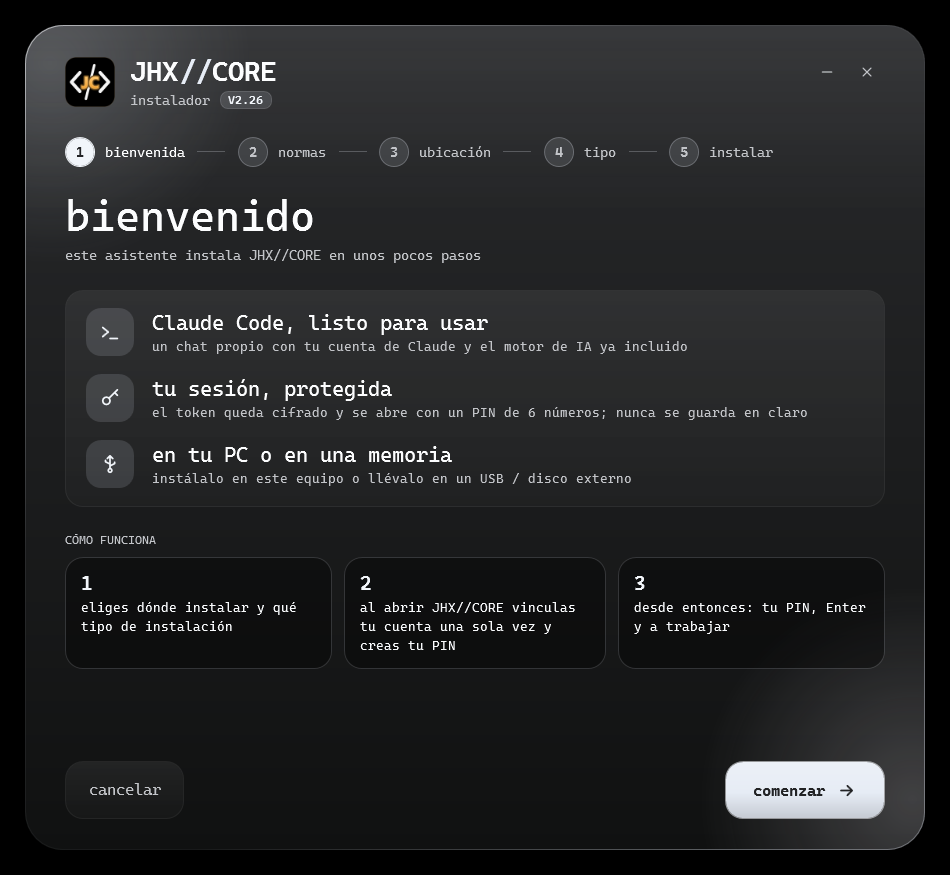 JC
JHX//CORE
instalador V2.26
1 bienvenida 2 normas 3 ubicación 4 tipo 5 instalar
bienvenido
este asistente instala JHX//CORE en unos pocos pasos
Claude Code, listo para usar
un chat propio con tu cuenta de Claude y el motor de IA ya incluido
tu sesión, protegida
el token queda cifrado y se abre con un PIN de 6 números; nunca se guarda en claro
en tu PC o en una memoria
instálalo en este equipo o llévalo en un USB / disco externo
CÓMO FUNCIONA
1
eliges dónde instalar y qué
tipo de instalación
2
al abrir JHX//CORE vinculas
tu cuenta una sola vez y
creas tu PIN
3
desde entonces: tu PIN, Enter
y a trabajar
cancelar
comenzar →